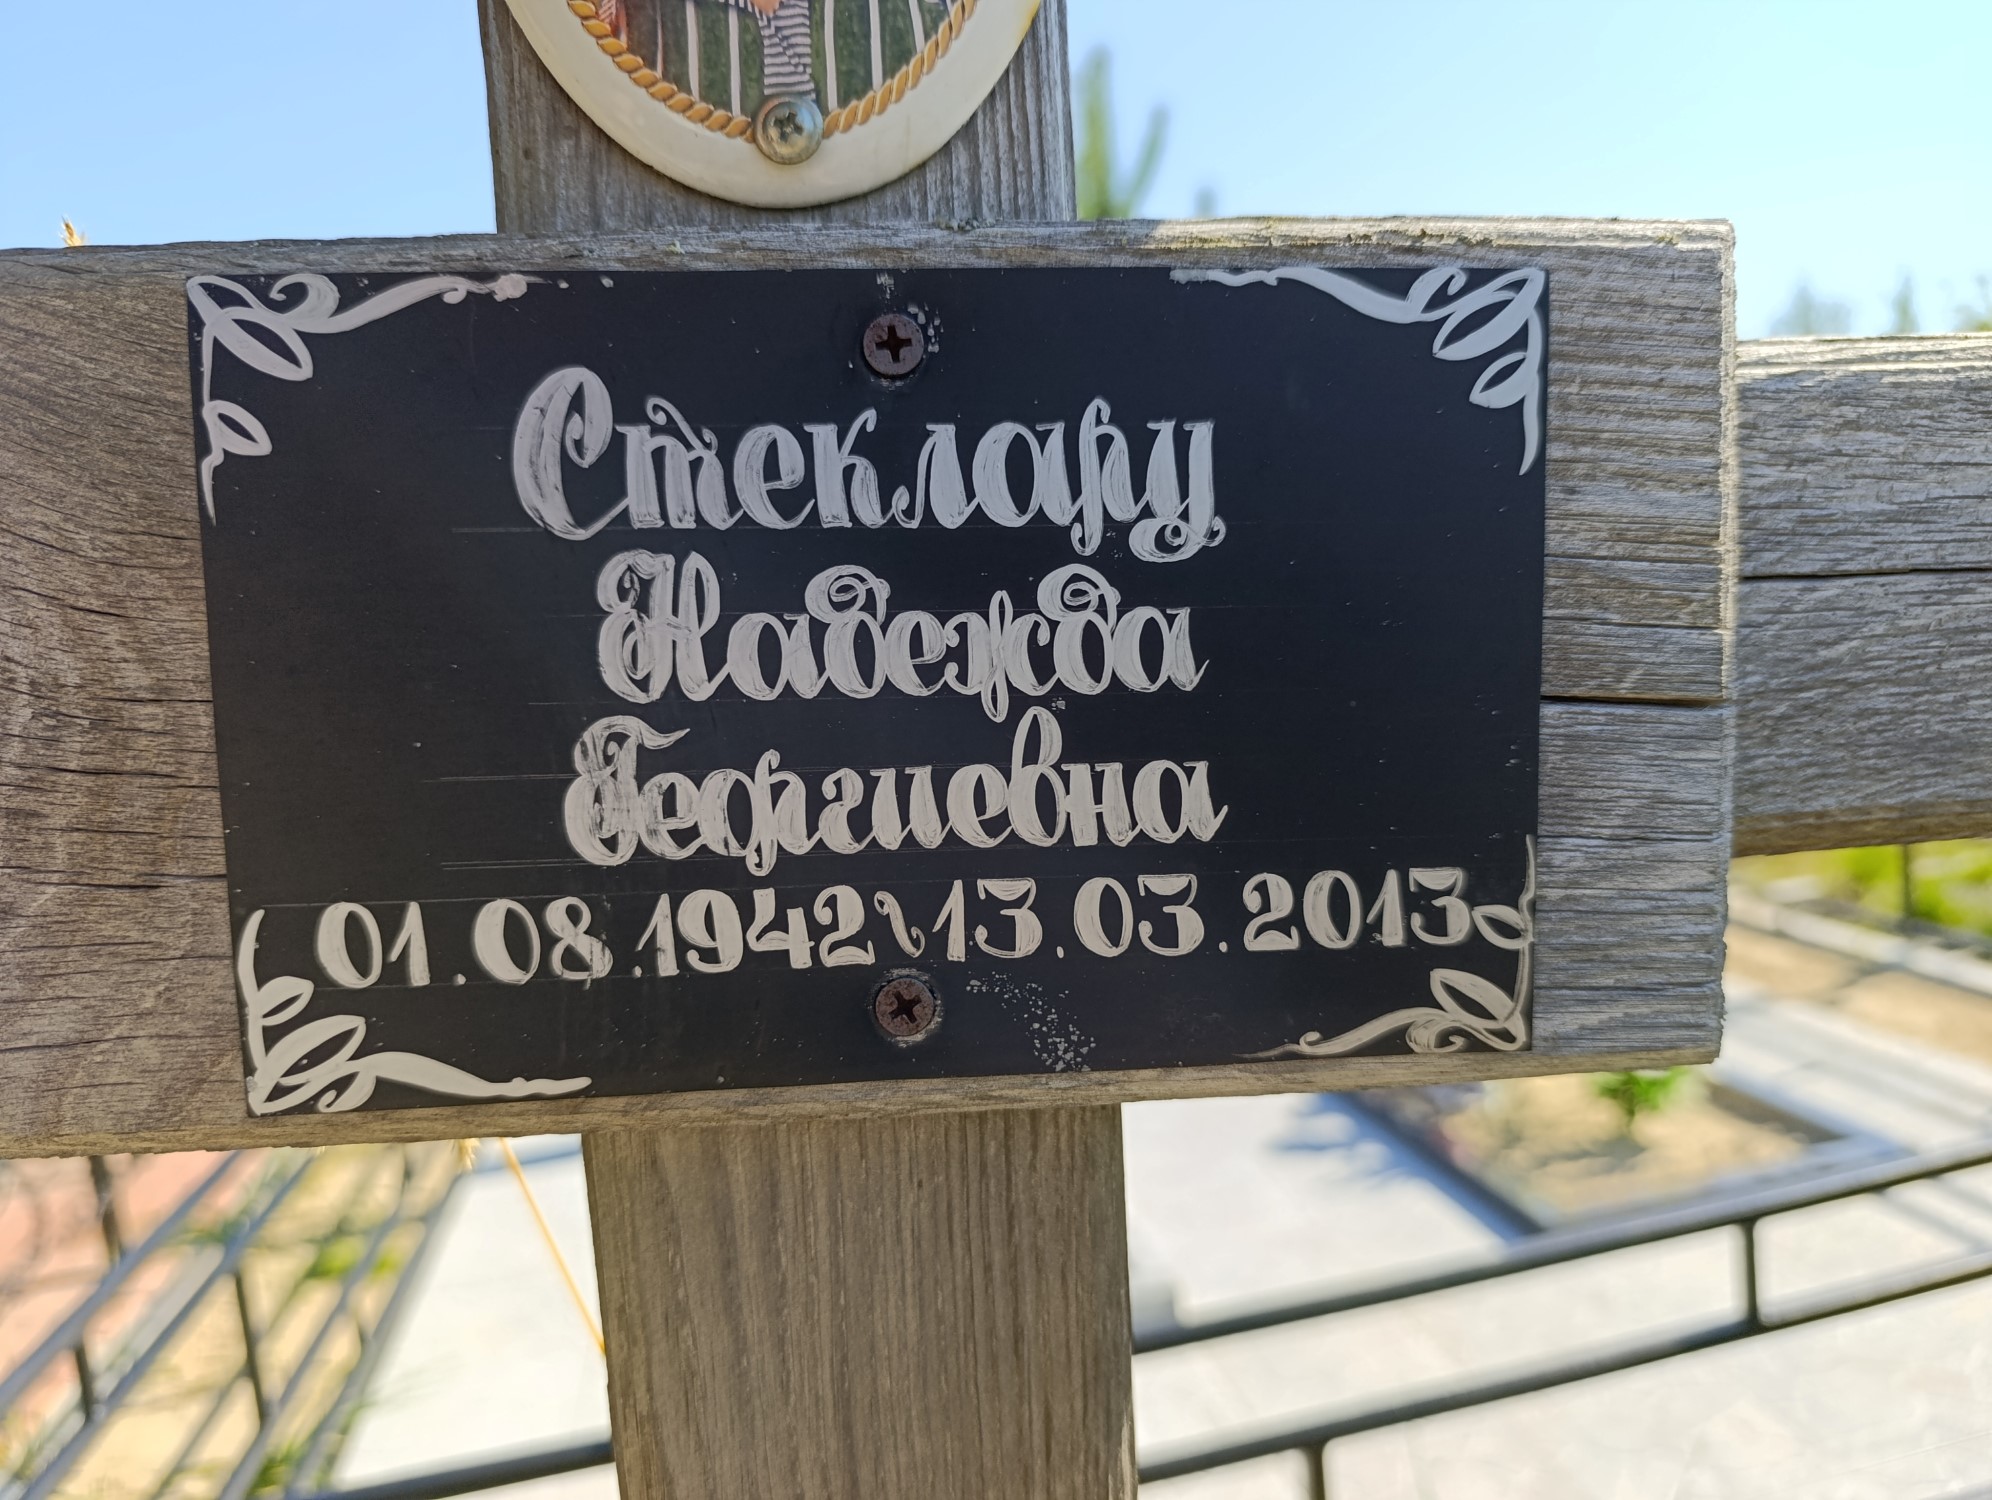 Стеклару
Надежда
Георгиевна
01.08.1942~13.03.2013